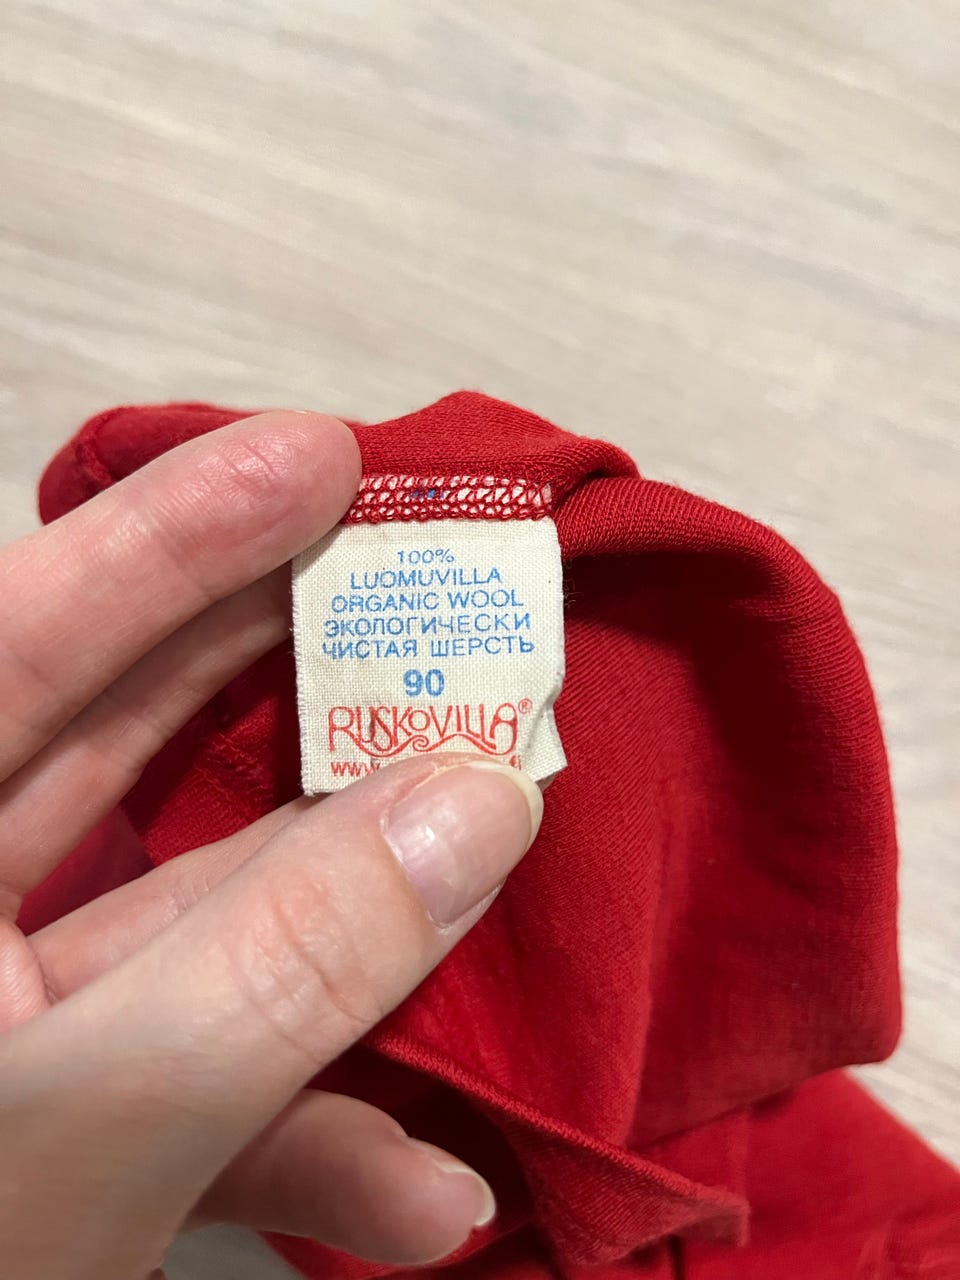 100%
LUOMUVILLA
ORGANIC WOOL
ЭКОЛОГИЧЕСКИ
ЧИСТАЯ ШЕРСТЬ
90
RUSKOVILLA®